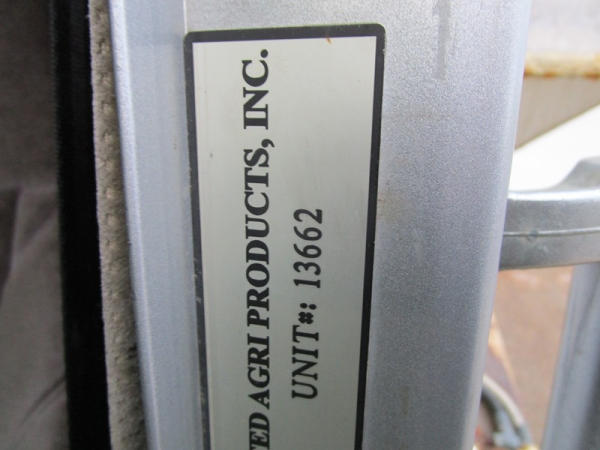 TED AGRI PRODUCTS, INC.
UNIT#: 13662